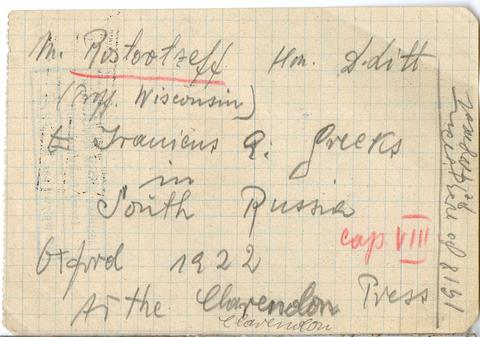 M. Rostovtzeff Hon. D. Litt
(Prof. Wisconsin)
Iranians a. Greeks
in
South Russia
cap VIII
Oxford 1922
At the Clarendon Press
Clarendon
1918